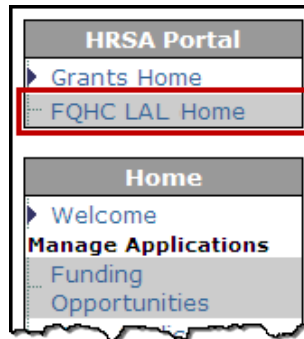 HRSA Portal
Grants Home
FQHC LAL Home
Home
Welcome
Manage Applications
Funding
Opportunities